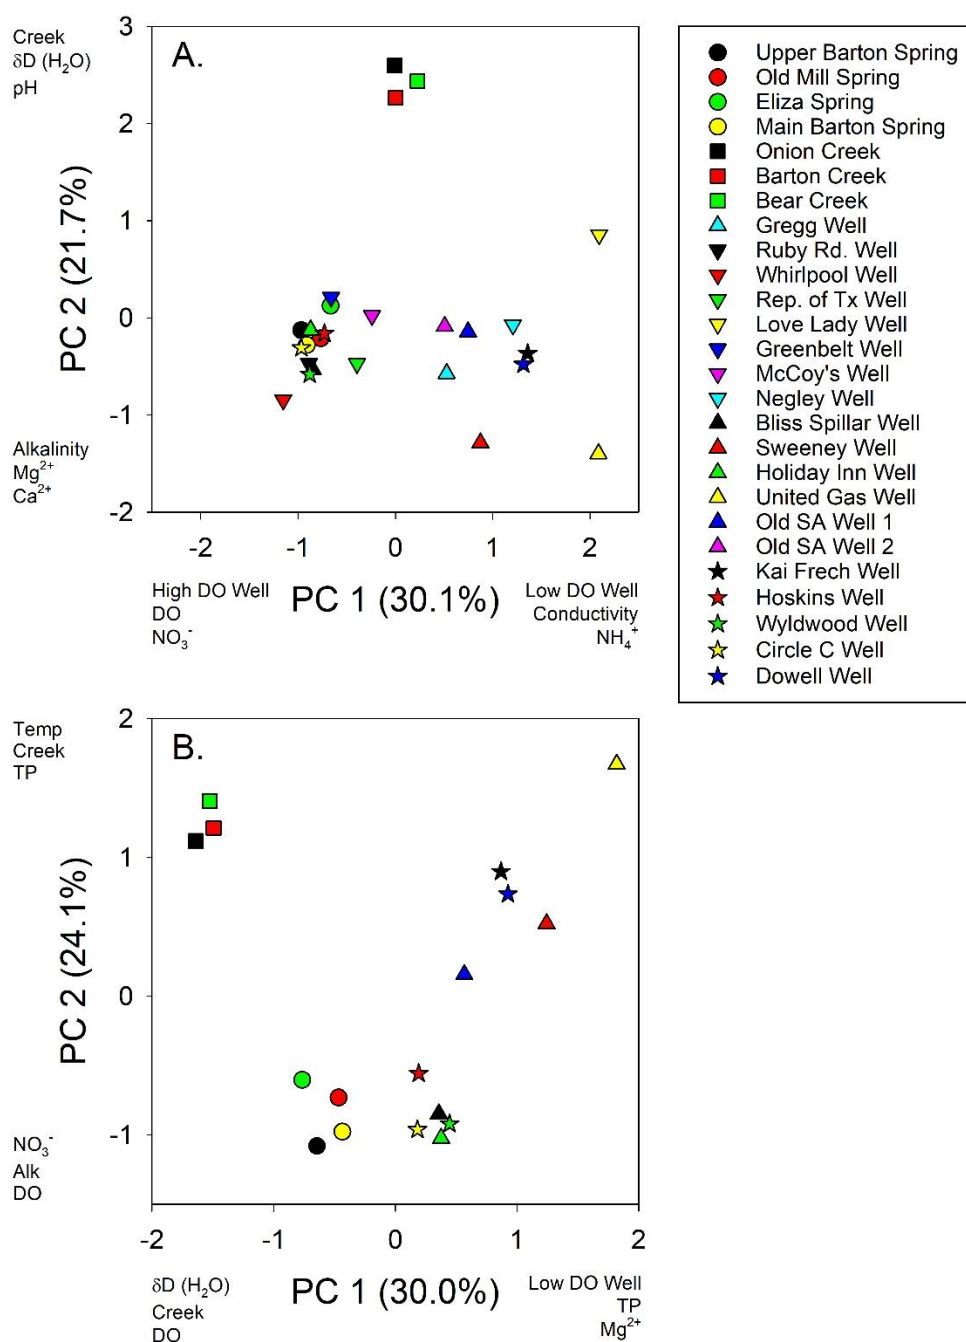 A.
Creek
δD (H₂O)
pH
3
2
1
0
-1
-2
PC 2 (21.7%)
Alkalinity
Mg²⁺
Ca²⁺
-2
-1
0
1
2
High DO Well
DO
NO₃⁻
PC 1 (30.1%)
Low DO Well
Conductivity
NH₄⁺
Upper Barton Spring
Old Mill Spring
Eliza Spring
Main Barton Spring
Onion Creek
Barton Creek
Bear Creek
Gregg Well
Ruby Rd. Well
Whirlpool Well
Rep. of Tx Well
Love Lady Well
Greenbelt Well
McCoy's Well
Negley Well
Bliss Spillar Well
Sweeney Well
Holiday Inn Well
United Gas Well
Old SA Well 1
Old SA Well 2
Kai Frech Well
Hoskins Well
Wyldwood Well
Circle C Well
Dowell Well
B.
Temp
Creek
TP
2
1
0
-1
PC 2 (24.1%)
NO₃⁻
Alk
DO
-2
-1
0
1
2
δD (H₂O)
Creek
DO
PC 1 (30.0%)
Low DO Well
TP
Mg²⁺